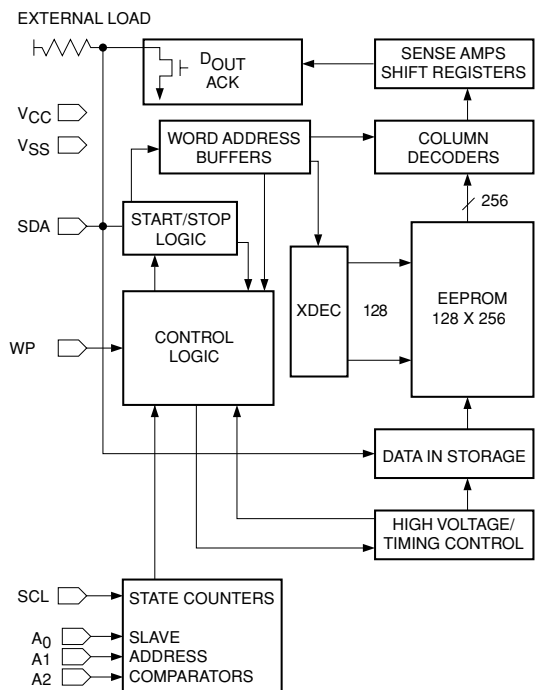 EXTERNAL LOAD
DOUT
ACK
SENSE AMPS
SHIFT REGISTERS
VCC
VSS
WORD ADDRESS
BUFFERS
COLUMN
DECODERS
256
SDA
START/STOP
LOGIC
XDEC
128
EEPROM
128 X 256
WP
CONTROL
LOGIC
DATA IN STORAGE
HIGH VOLTAGE/
TIMING CONTROL
SCL
STATE COUNTERS
A0
SLAVE
A1
ADDRESS
A2
COMPARATORS